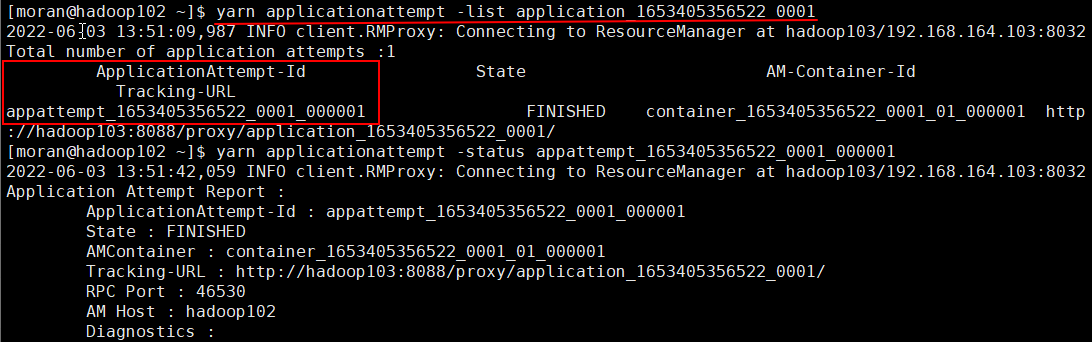 [moran@hadoop102 ~]$ yarn applicationattempt -list application_1653405356522_0001
2022-06-03 13:51:09,987 INFO client.RMProxy: Connecting to ResourceManager at hadoop103/192.168.164.103:8032
Total number of application attempts :1
ApplicationAttempt-Id State AM-Container-Id
Tracking-URL
appattempt_1653405356522_0001_000001 FINISHED container_1653405356522_0001_01_000001 http
://hadoop103:8088/proxy/application_1653405356522_0001/
[moran@hadoop102 ~]$ yarn applicationattempt -status appattempt_1653405356522_0001_000001
2022-06-03 13:51:42,059 INFO client.RMProxy: Connecting to ResourceManager at hadoop103/192.168.164.103:8032
Application Attempt Report :
ApplicationAttempt-Id : appattempt_1653405356522_0001_000001
State : FINISHED
AMContainer : container_1653405356522_0001_01_000001
Tracking-URL : http://hadoop103:8088/proxy/application_1653405356522_0001/
RPC Port : 46530
AM Host : hadoop102
Diagnostics :